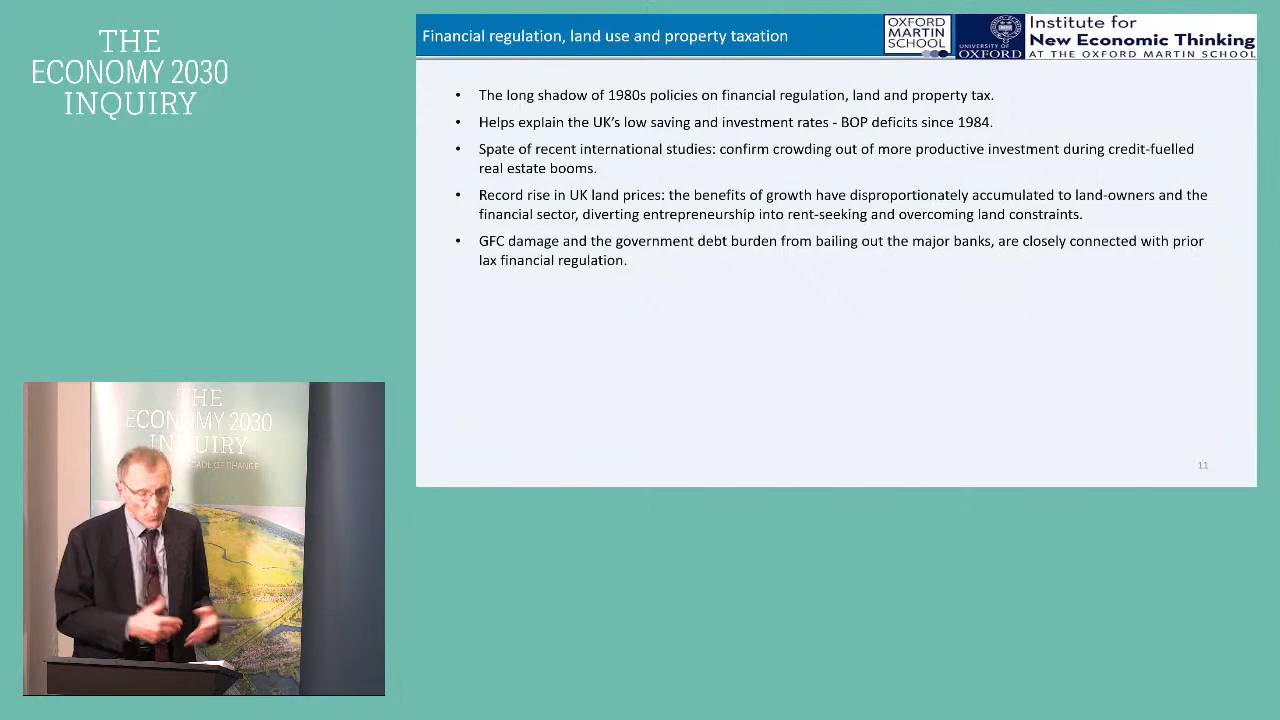 THE
ECONOMY 2030
INQUIRY
Financial regulation, land use and property taxation
OXFORD
MARTIN
SCHOOL
UNIVERSITY OF
OXFORD
Institute for
New Economic Thinking
AT THE OXFORD MARTIN SCHOOL
• The long shadow of 1980s policies on financial regulation, land and property tax.
• Helps explain the UK's low saving and investment rates - BOP deficits since 1984.
• Spate of recent international studies: confirm crowding out of more productive investment during credit-fuelled
real estate booms.
• Record rise in UK land prices: the benefits of growth have disproportionately accumulated to land-owners and the
financial sector, diverting entrepreneurship into rent-seeking and overcoming land constraints.
• GFC damage and the government debt burden from bailing out the major banks, are closely connected with prior
lax financial regulation.
11
THE
ECONOMY 2030
INQUIRY
OF CHANGE